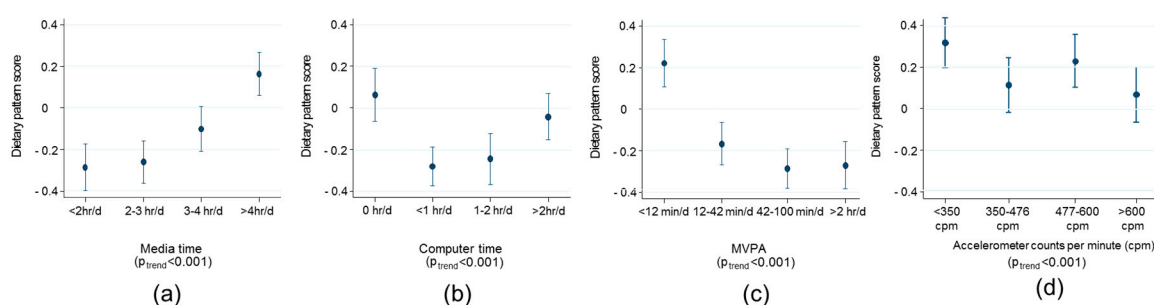 Dietary pattern score
0.4
0.2
0
- 0.2
- 0.4
<2hr/d 2-3 hr/d 3-4 hr/d >4hr/d
Media time
(ptrend<0.001)
(a)
Dietary pattern score
0.4
0.2
0
- 0.2
- 0.4
0 hr/d <1 hr/d 1-2 hr/d >2hr/d
Computer time
(ptrend<0.001)
(b)
Dietary pattern score
0.4
0.2
0
- 0.2
- 0.4
<12 min/d 12-42 min/d 42-100 min/d >2 hr/d
MVPA
(ptrend<0.001)
(c)
Dietary pattern score
0.4
0.2
0
- 0.2
- 0.4
<350 350-476 477-600 >600
cpm cpm cpm cpm
Accelerometer counts per minute (cpm)
(ptrend<0.001)
(d)